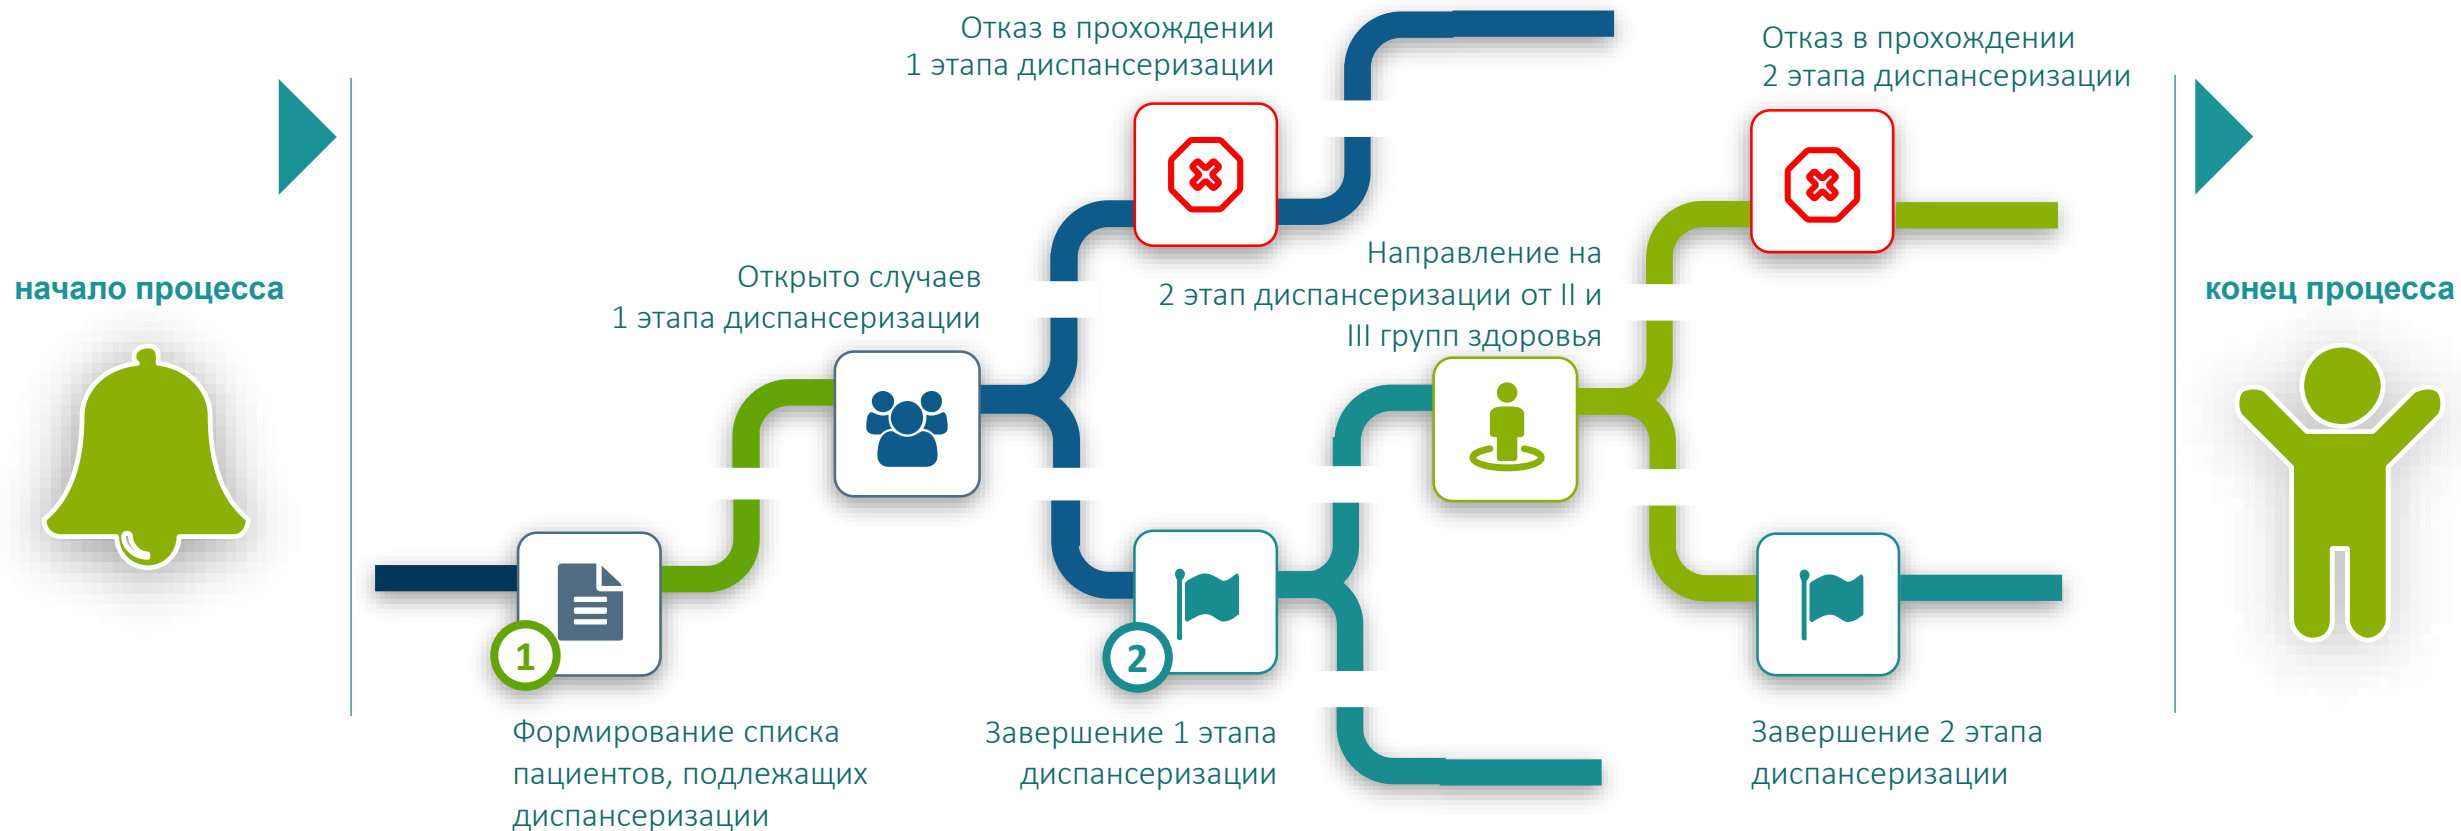 начало процесса
Формирование списка
пациентов, подлежащих
диспансеризации
1
Открыто случаев
1 этапа диспансеризации
Отказ в прохождении
1 этапа диспансеризации
2
Завершение 1 этапа
диспансеризации
Направление на
2 этап диспансеризации от II и
III групп здоровья
Отказ в прохождении
2 этапа диспансеризации
Завершение 2 этапа
диспансеризации
конец процесса